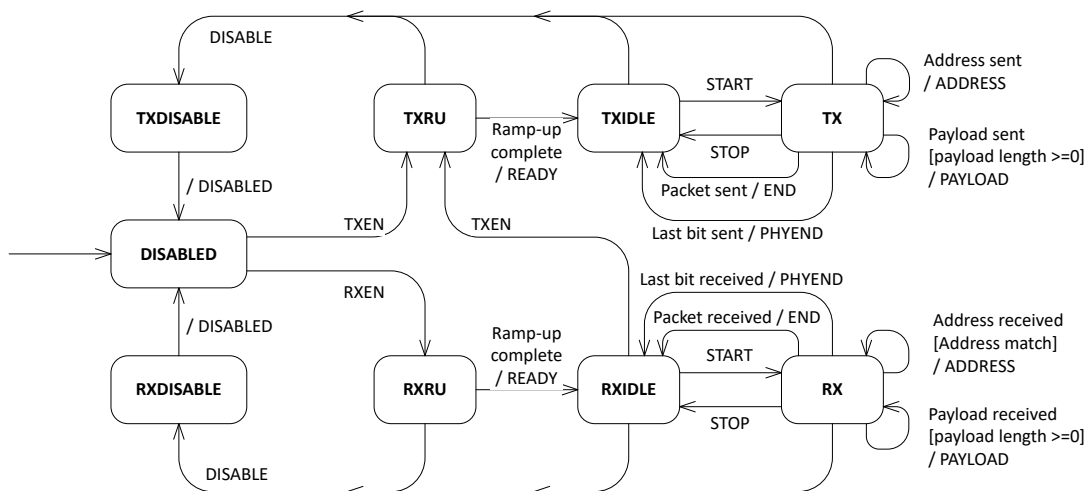 DISABLE
Address sent
/ ADDRESS
START
TXDISABLE
TXRU
TXIDLE
TX
Ramp-up
complete
/ READY
STOP
Payload sent
[payload length >=0]
/ PAYLOAD
/ DISABLED
Packet sent / END
TXEN
TXEN
Last bit sent / PHYEND
DISABLED
RXEN
Last bit received / PHYEND
/ DISABLED
Packet received / END
Address received
[Address match]
/ ADDRESS
Ramp-up
complete
/ READY
START
RXDISABLE
RXRU
RXIDLE
RX
STOP
Payload received
[payload length >=0]
/ PAYLOAD
DISABLE